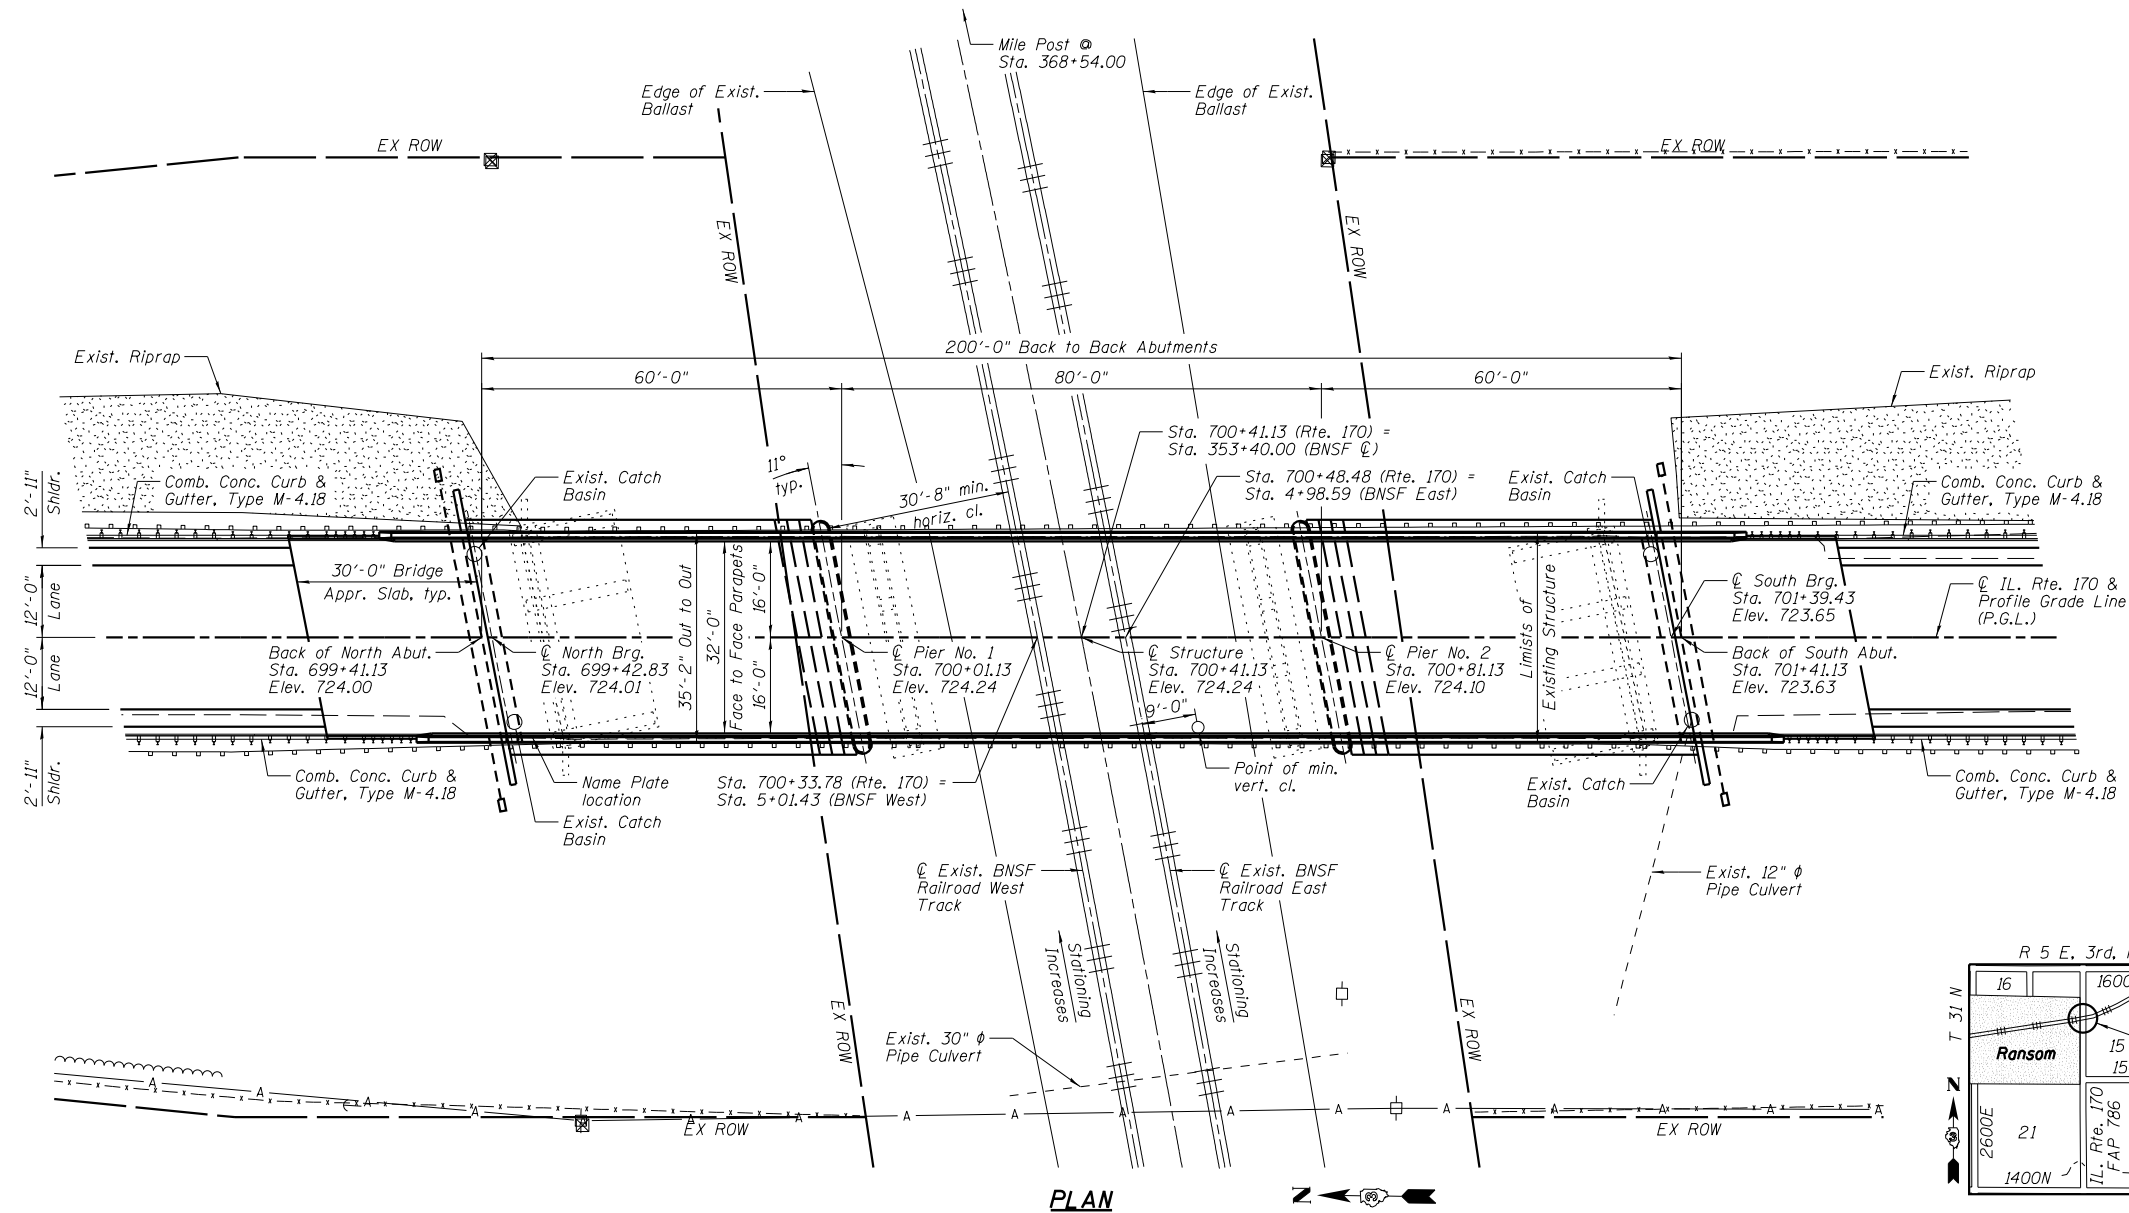 Mile Post @
Sta. 368+54.00
Edge of Exist.
Ballast
Edge of Exist.
Ballast
EX ROW
EX ROW
EX ROW
EX ROW
200'-0" Back to Back Abutments
60'-0"
80'-0"
60'-0"
Exist. Riprap
Exist. Riprap
Sta. 700+41.13 (Rte. 170) =
Sta. 353+40.00 (BNSF ℄)
11°
typ.
30'-8" min.
horiz. cl.
Sta. 700+48.48 (Rte. 170) =
Sta. 4+98.59 (BNSF East)
2'-11"
Shldr.
Comb. Conc. Curb &
Gutter, Type M-4.18
Exist. Catch
Basin
Exist. Catch
Basin
Comb. Conc. Curb &
Gutter, Type M-4.18
30'-0" Bridge
Appr. Slab, typ.
12'-0"
Lane
12'-0"
Lane
35'-2" Out to Out
32'-0"
Face to Face Parapets
16'-0"
16'-0"
Limists of
Existing Structure
℄ South Brg.
Sta. 701+39.43
Elev. 723.65
℄ IL. Rte. 170 &
Profile Grade Line
(P.G.L.)
Back of North Abut.
Sta. 699+41.13
Elev. 724.00
℄ North Brg.
Sta. 699+42.83
Elev. 724.01
℄ Pier No. 1
Sta. 700+01.13
Elev. 724.24
℄ Structure
Sta. 700+41.13
Elev. 724.24
℄ Pier No. 2
Sta. 700+81.13
Elev. 724.10
Back of South Abut.
Sta. 701+41.13
Elev. 723.63
9'-0"
2'-11"
Shldr.
Comb. Conc. Curb &
Gutter, Type M-4.18
Name Plate
location
Exist. Catch
Basin
Sta. 700+33.78 (Rte. 170) =
Sta. 5+01.43 (BNSF West)
Point of min.
vert. cl.
Exist. Catch
Basin
Comb. Conc. Curb &
Gutter, Type M-4.18
℄ Exist. BNSF
Railroad West
Track
℄ Exist. BNSF
Railroad East
Track
Exist. 12" ϕ
Pipe Culvert
Stationing
Increases
Stationing
Increases
EX ROW
EX ROW
Exist. 30" ϕ
Pipe Culvert
EX ROW
EX ROW
PLAN
N
3
R 5 E, 3rd,
T 31 N
16
1600
Ransom
15
15
N
3
2600E
21
1400N
IL. Rte. 170
FAP 786